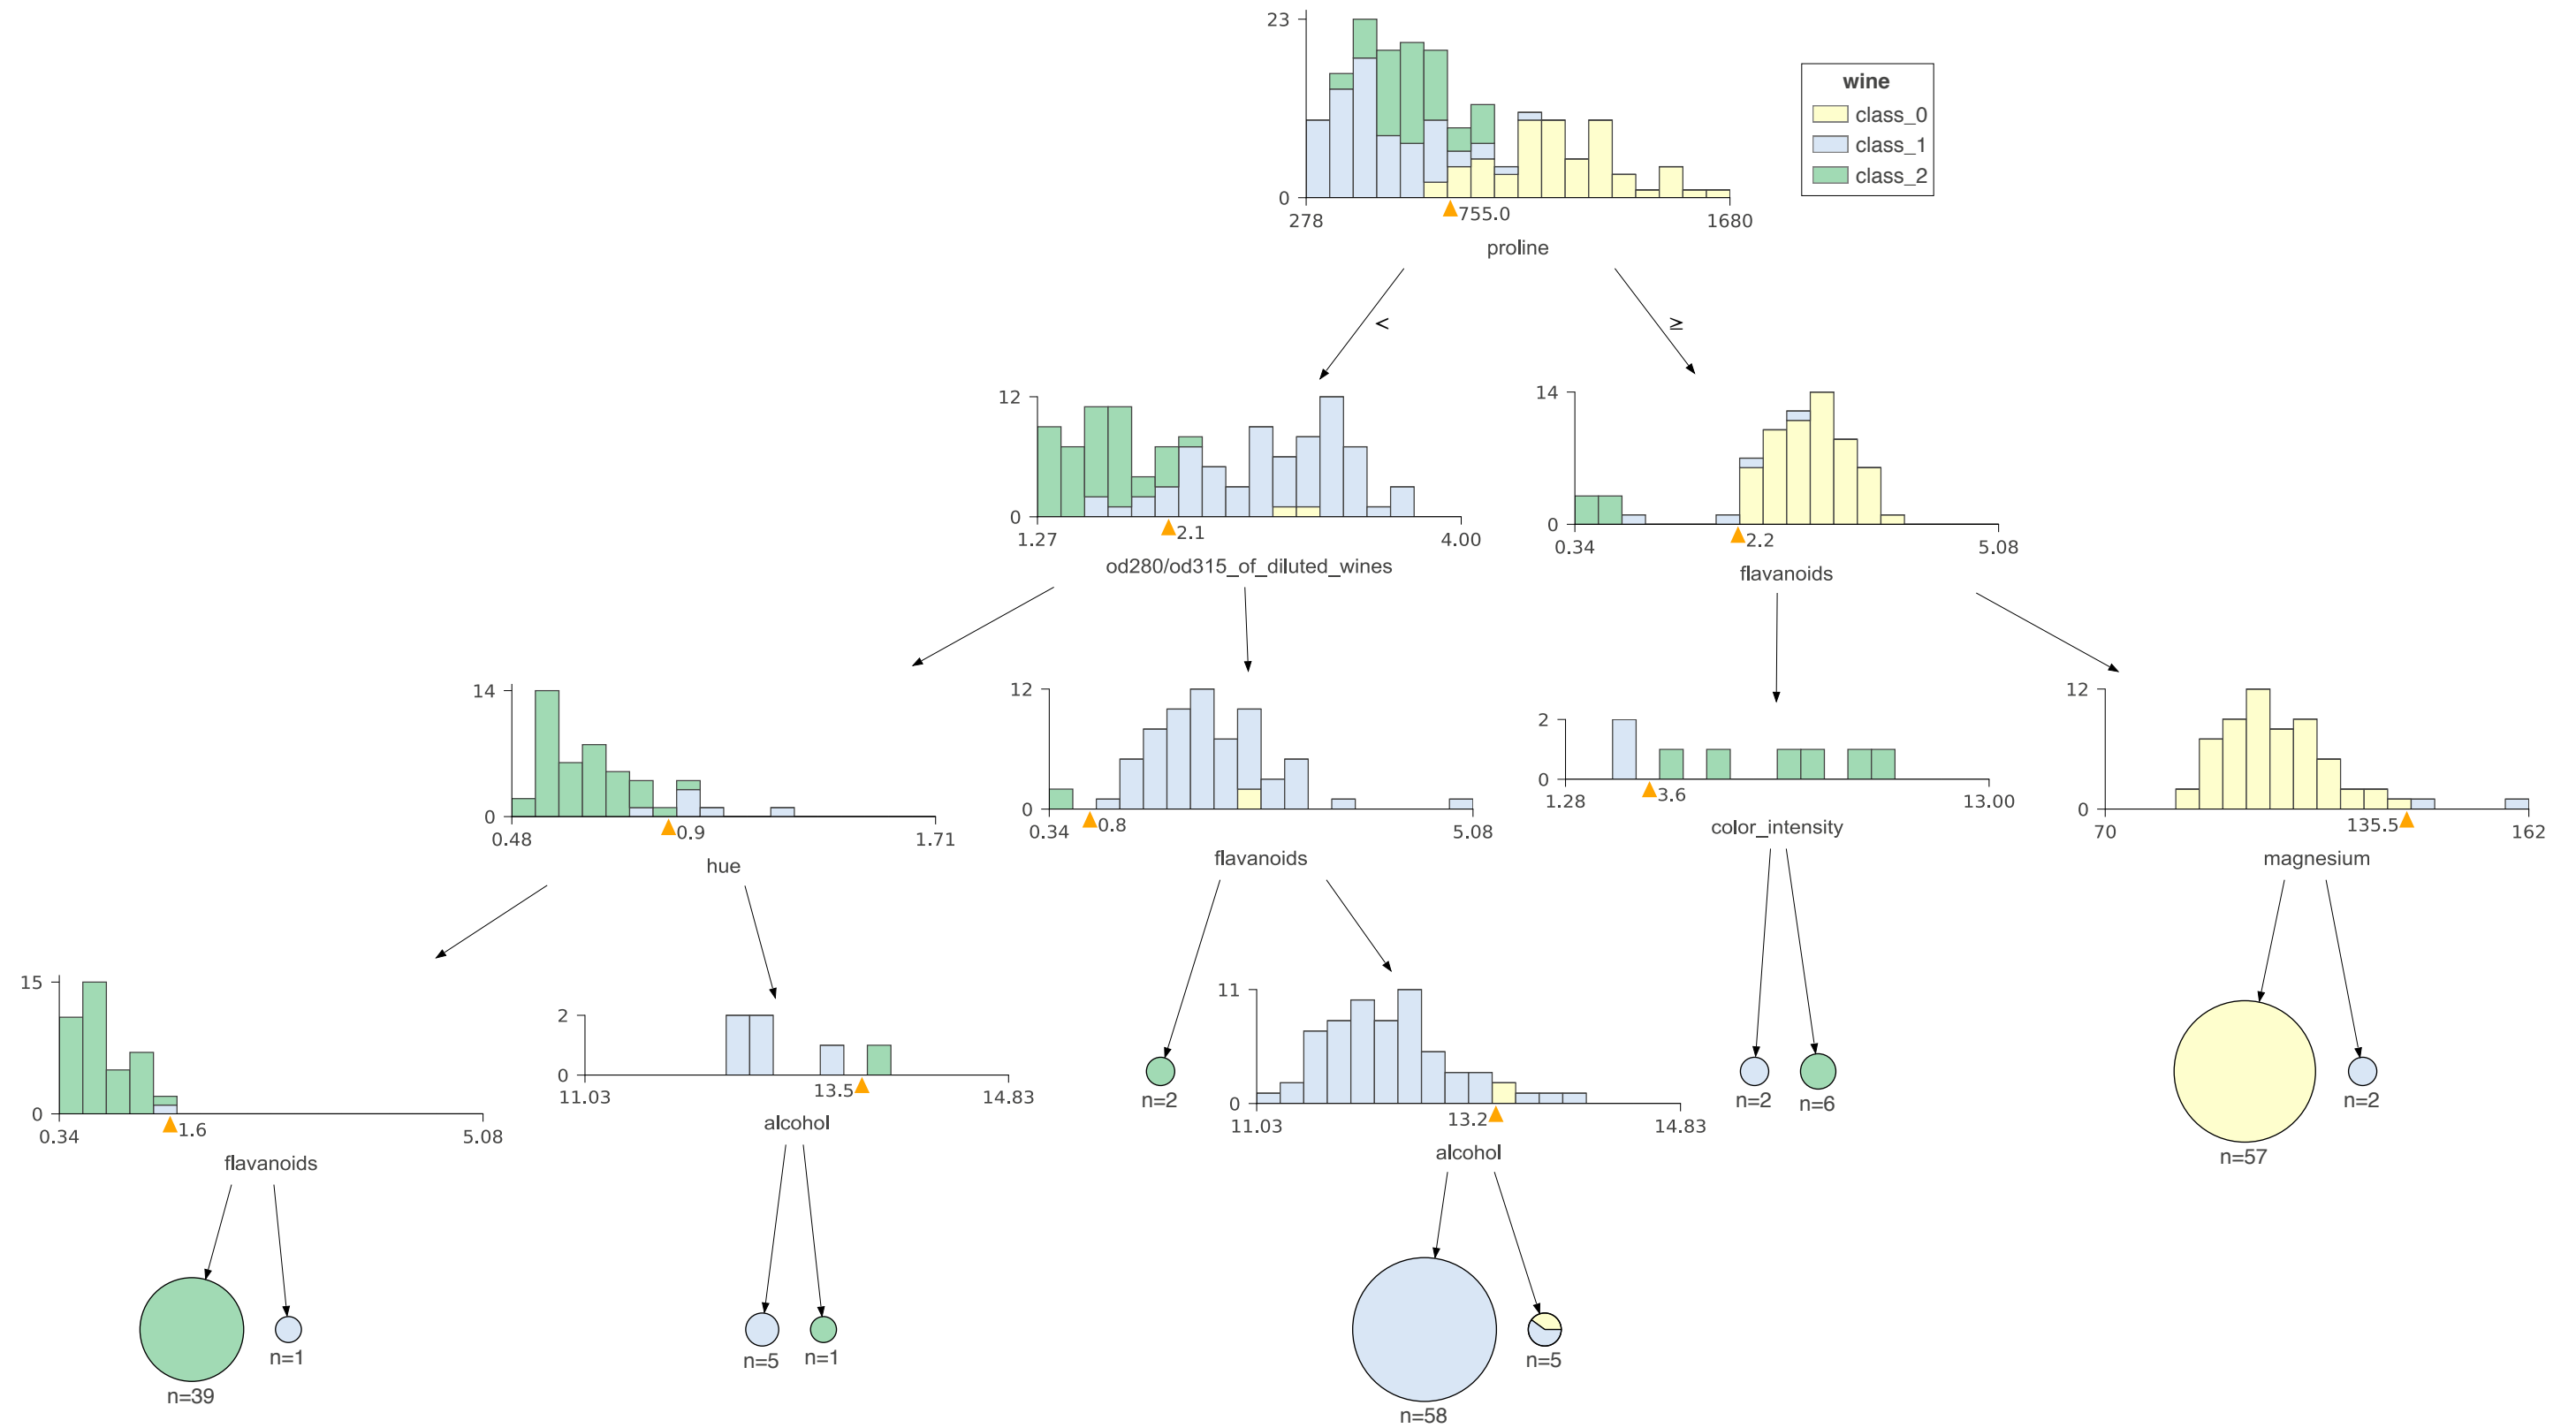 23
0
278
755.0
1680
proline
wine
class_0
class_1
class_2
<
≥
12
0
1.27
2.1
4.00
od280/od315_of_diluted_wines
14
0
0.34
2.2
5.08
flavanoids
14
0
0.48
0.9
1.71
hue
12
0
0.34
0.8
5.08
flavanoids
2
0
1.28
3.6
13.00
color_intensity
12
0
70
135.5
162
magnesium
15
0
0.34
1.6
5.08
flavanoids
2
0
11.03
13.5
14.83
alcohol
n=2
11
0
11.03
13.2
14.83
alcohol
n=2
n=6
n=57
n=2
n=39
n=1
n=5
n=1
n=58
n=5